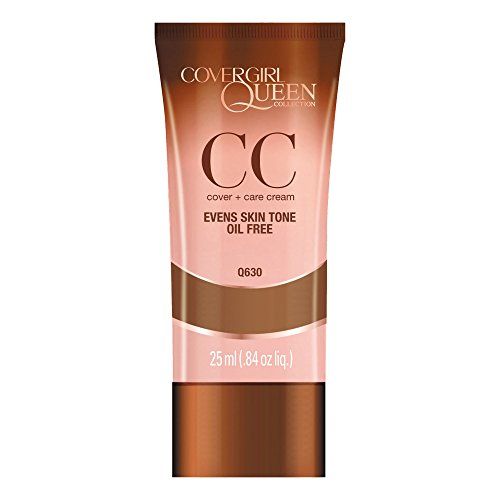 COVERGIRL
QUEEN
COLLECTION
CC
cover + care cream
EVENS SKIN TONE
OIL FREE
Q630
25 ml (.84 oz liq.)